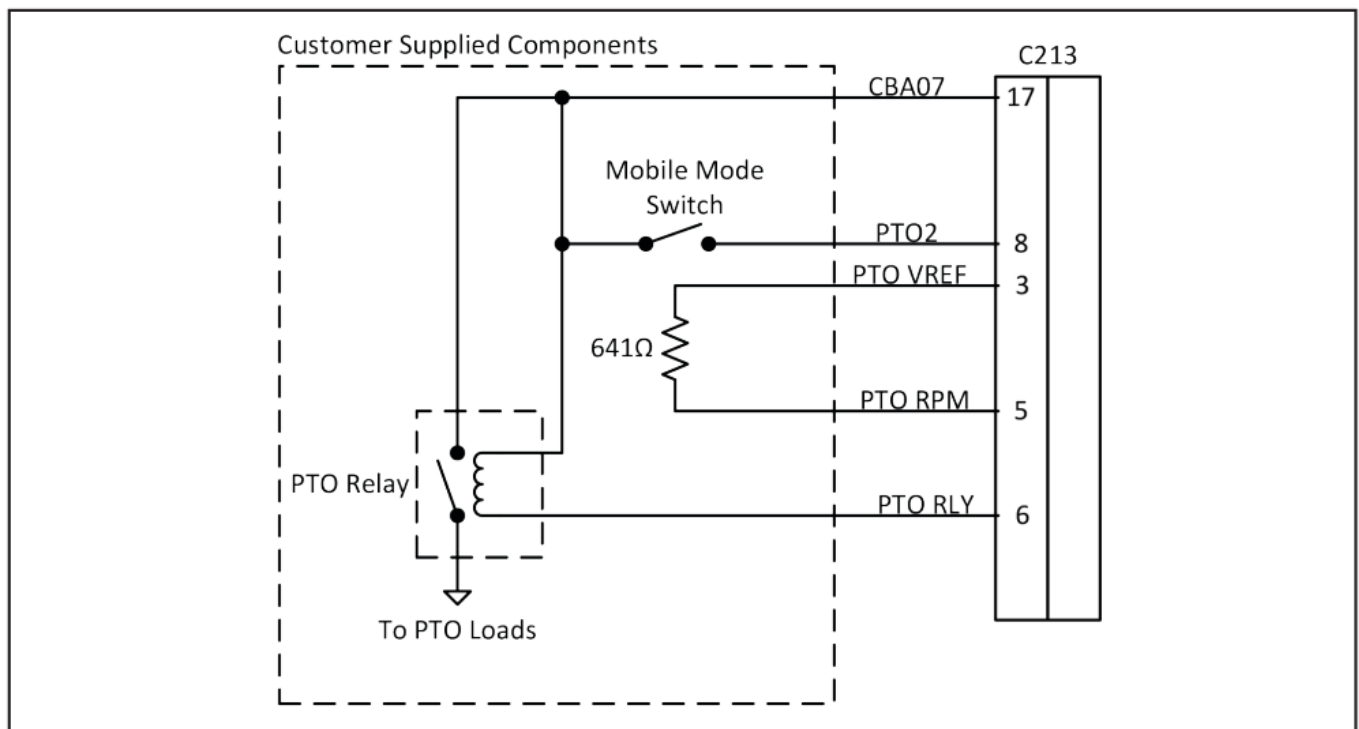 Customer Supplied Components
C213
CBA07
17
Mobile Mode
Switch
PTO2
8
PTO VREF
3
641Ω
PTO RPM
5
PTO Relay
PTO RLY
6
To PTO Loads